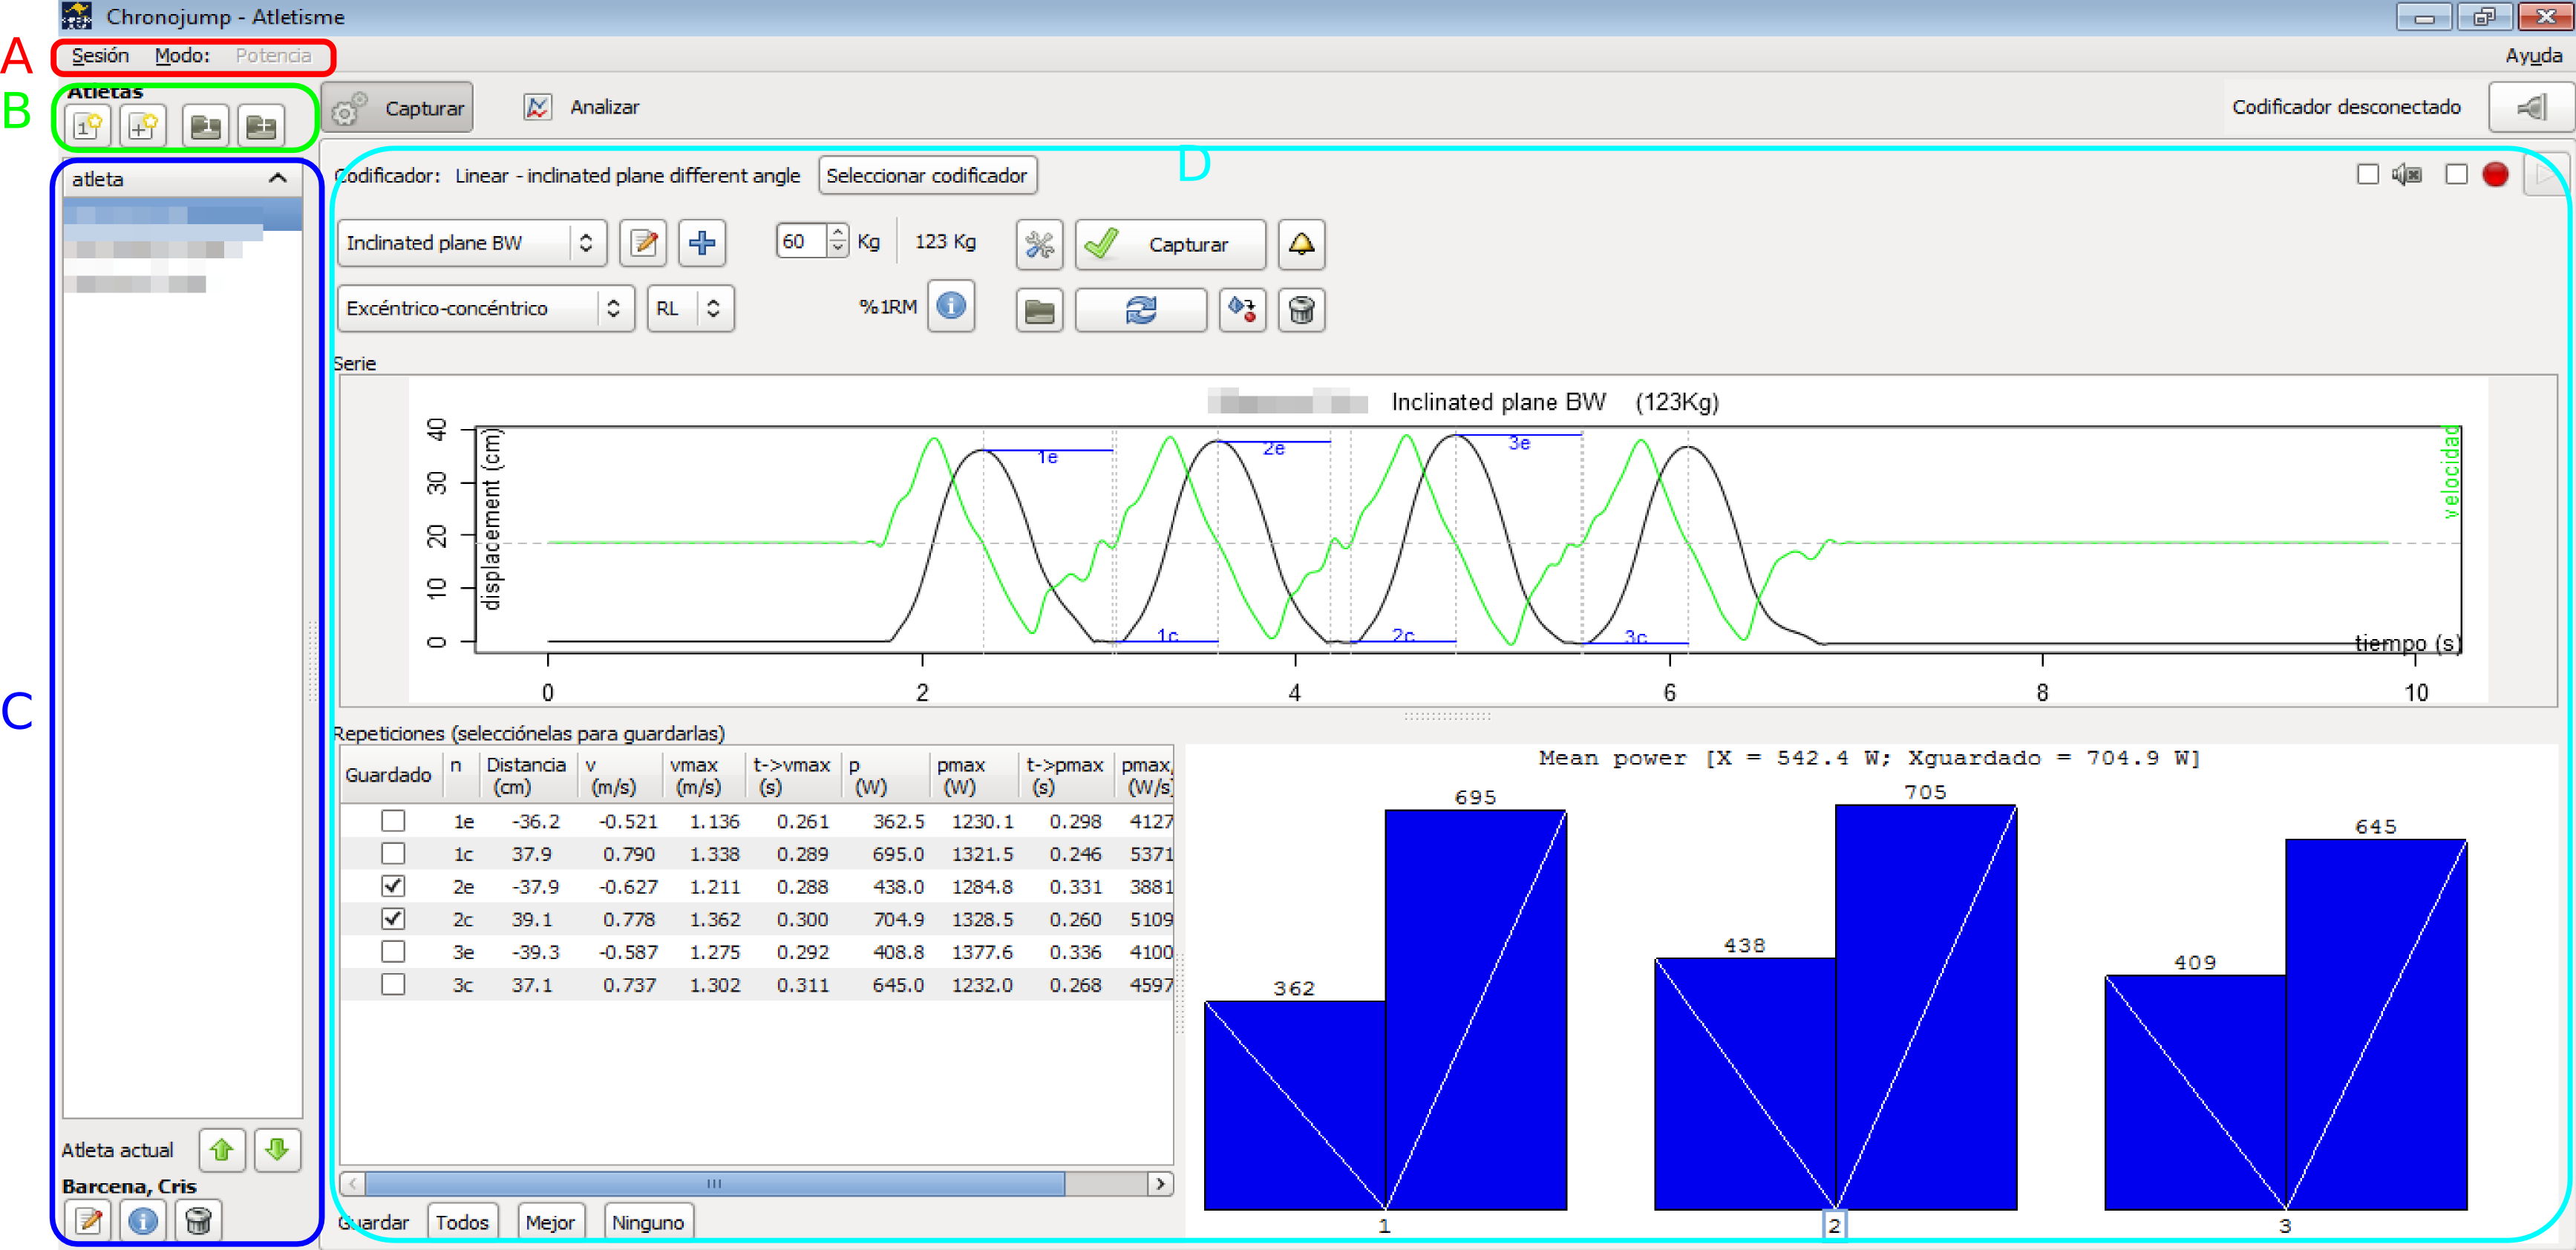 Chronojump - Atletisme
A
Sesión Modo: Potencia
Ayuda
B
Atletas
Capturar
Analizar
Codificador desconectado
C
atleta
Atleta actual
Barcena, Cris
D
Codificador: Linear - inclinated plane different angle Seleccionar codificador
Inclinated plane BW
60 Kg 123 Kg
Capturar
Excéntrico-concéntrico RL
%1RM
Serie
Inclinated plane BW (123Kg)
displacement (cm)
0 10 20 30 40
1e 2e 3e
1c 2c 3c
velocidad
tiempo (s)
0 2 4 6 8 10
Repeticiones (selecciónelas para guardarlas)
Guardado n Distancia (cm) v (m/s) vmax (m/s) t->vmax (s) p (W) pmax (W) t->pmax (s) pmax, (W/s
1e -36.2 -0.521 1.136 0.261 362.5 1230.1 0.298 4127
1c 37.9 0.790 1.338 0.289 695.0 1321.5 0.246 5371
2e -37.9 -0.627 1.211 0.288 438.0 1284.8 0.331 3881
2c 39.1 0.778 1.362 0.300 704.9 1328.5 0.260 5109
3e -39.3 -0.587 1.275 0.292 408.8 1377.6 0.336 4100
3c 37.1 0.737 1.302 0.311 645.0 1232.0 0.268 4597
Guardar Todos Mejor Ninguno
Mean power [X = 542.4 W; Xguardado = 704.9 W]
362 695 438 705 409 645
1 2 3